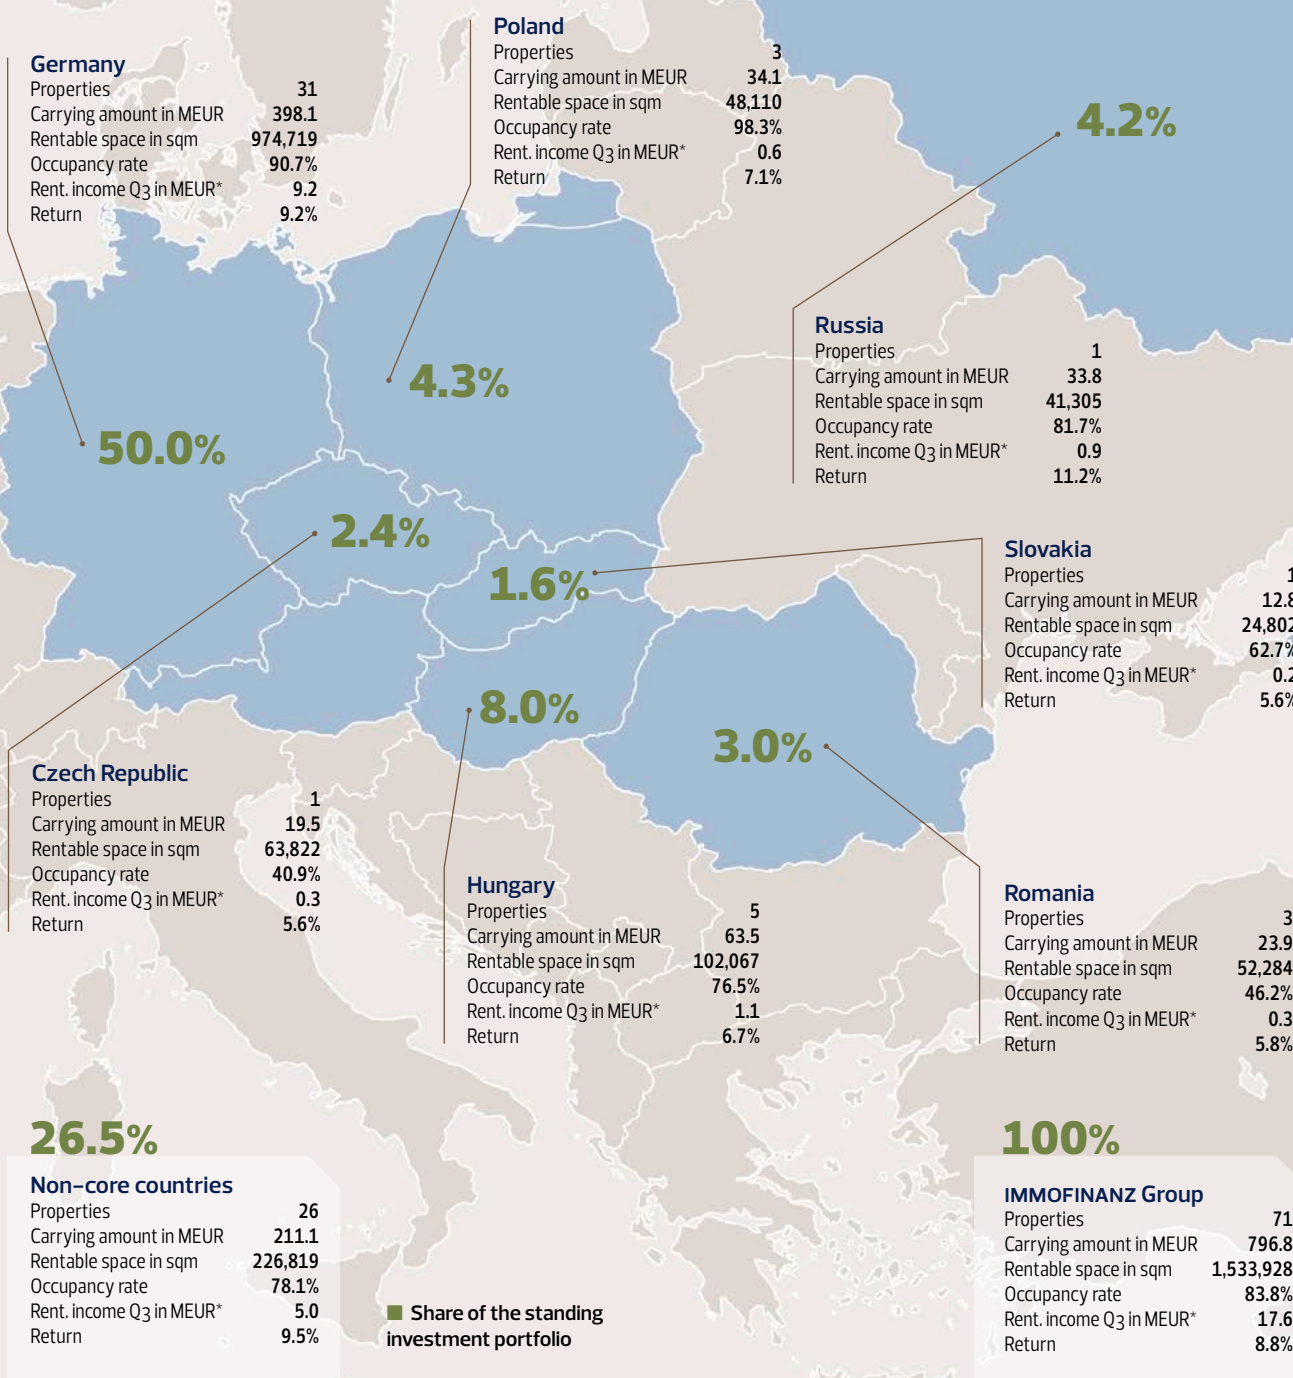 Germany
Properties 31
Carrying amount in MEUR 398.1
Rentable space in sqm 974,719
Occupancy rate 90.7%
Rent. income Q3 in MEUR* 9.2
Return 9.2%
Poland
Properties 3
Carrying amount in MEUR 34.1
Rentable space in sqm 48,110
Occupancy rate 98.3%
Rent. income Q3 in MEUR* 0.6
Return 7.1%
4.2%
Russia
Properties 1
Carrying amount in MEUR 33.8
Rentable space in sqm 41,305
Occupancy rate 81.7%
Rent. income Q3 in MEUR* 0.9
Return 11.2%
4.3%
50.0%
2.4%
1.6%
Slovakia
Properties 1
Carrying amount in MEUR 12.8
Rentable space in sqm 24,802
Occupancy rate 62.7%
Rent. income Q3 in MEUR* 0.2
Return 5.6%
8.0%
3.0%
Czech Republic
Properties 1
Carrying amount in MEUR 19.5
Rentable space in sqm 63,822
Occupancy rate 40.9%
Rent. income Q3 in MEUR* 0.3
Return 5.6%
Hungary
Properties 5
Carrying amount in MEUR 63.5
Rentable space in sqm 102,067
Occupancy rate 76.5%
Rent. income Q3 in MEUR* 1.1
Return 6.7%
Romania
Properties 3
Carrying amount in MEUR 23.9
Rentable space in sqm 52,284
Occupancy rate 46.2%
Rent. income Q3 in MEUR* 0.3
Return 5.8%
26.5%
Non-core countries
Properties 26
Carrying amount in MEUR 211.1
Rentable space in sqm 226,819
Occupancy rate 78.1%
Rent. income Q3 in MEUR* 5.0
Return 9.5%
Share of the standing
investment portfolio
100%
IMMOFINANZ Group
Properties 71
Carrying amount in MEUR 796.8
Rentable space in sqm 1,533,928
Occupancy rate 83.8%
Rent. income Q3 in MEUR* 17.6
Return 8.8%